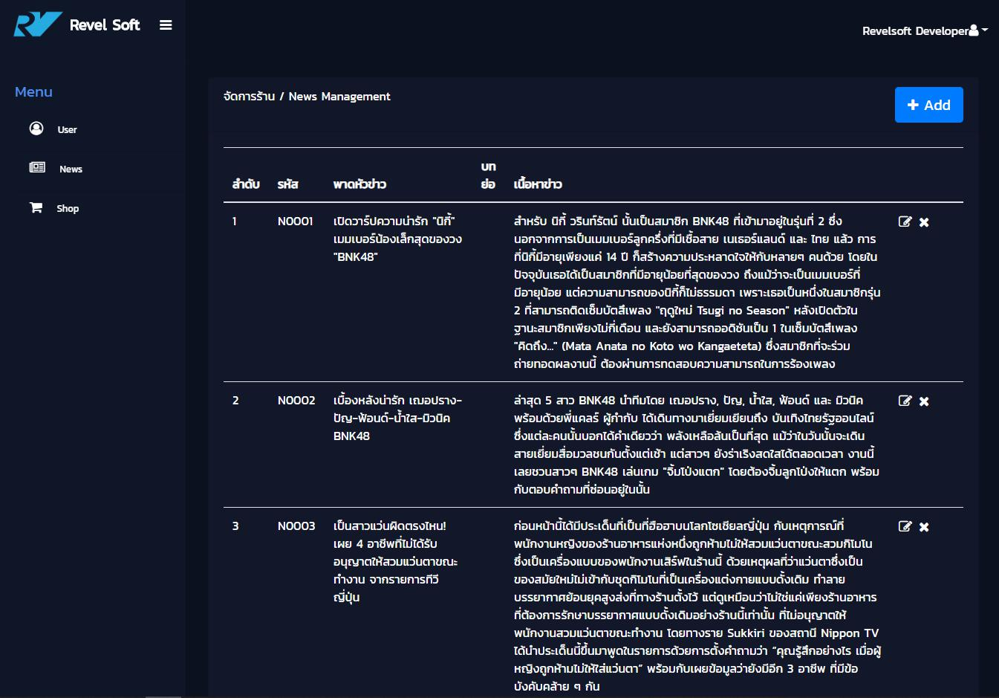 Revel Soft
Revelsoft Developer
Menu
User
News
Shop
จัดการร้าน / News Management
Add
ลำดับ รหัส พาดหัวข่าว บทย่อ เนื้อหาข่าว
1 N0001
เปิดวาร์ปความน่ารัก "นิกี้"
เมมเบอร์น้องเล็กสุดของวง
"BNK48"
สำหรับ นิกี้ วรินท์รัตน์ นั้นเป็นสมาชิก BNK48 ที่เข้ามาอยู่ในรุ่นที่ 2 ซึ่ง
นอกจากการเป็นเมมเบอร์ลูกครึ่งที่มีเชื้อสาย เนเธอร์แลนด์ และ ไทย แล้ว การ
ที่นิกี้มีอายุเพียงแค่ 14 ปี ก็สร้างความประหลาดใจให้กับหลายๆ คนด้วย โดยใน
ปัจจุบันเธอได้เป็นสมาชิกที่มีอายุน้อยที่สุดของวง ถึงแม้ว่าจะเป็นเมมเบอร์ที่
มีอายุน้อย แต่ความสามารถของนิกี้ก็ไม่ธรรมดา เพราะเธอเป็นหนึ่งในสมาชิกรุ่น
2 ที่สามารถติดเซ็มบัตสึเพลง "ฤดูใหม่ Tsugi no Season" หลังเปิดตัวใน
ฐานะสมาชิกเพียงไม่กี่เดือน และยังสามารถออดิชันเป็น 1 ในเซ็มบัตสึเพลง
"คิดถึง..." (Mata Anata no Koto wo Kangaeteta) ซึ่งสมาชิกที่จะร่วม
ถ่ายทอดผลงานนี้ ต้องผ่านการทดสอบความสามารถในการร้องเพลง
2 N0002
เบื้องหลังน่ารัก เฌอปราง-
ปัญ-ฟ้อนด์-น้ำใส-มิวนิค
BNK48
ล่าสุด 5 สาว BNK48 นำทีมโดย เฌอปราง, ปัญ, น้ำใส, ฟ้อนด์ และ มิวนิค
พร้อมด้วยพี่แคลร์ ผู้กำกับ ได้เดินทางมาเยี่ยมเยียนถึง บันเทิงไทยรัฐออนไลน์
ซึ่งแต่ละคนนั้นบอกได้คำเดียวว่า พลังเหลือล้นเป็นที่สุด แม้ว่าในวันนั้นจะเดิน
สายเยี่ยมสื่อมวลชนกันตั้งแต่เช้า แต่สาวๆ ยังร่าเริงสดใสได้ตลอดเวลา งานนี้
เลยชวนสาวๆ BNK48 เล่นเกม "จิ้มโป่งแตก" โดยต้องจิ้มลูกโป่งให้แตก พร้อม
กับตอบคำถามที่ซ่อนอยู่ในนั้น
3 N0003
เป็นสาวแว่นผิดตรงไหน!
เผย 4 อาชีพที่ไม่ได้รับ
อนุญาตให้สวมแว่นตาขณะ
ทำงาน จากรายการทีวี
ญี่ปุ่น
ก่อนหน้านี้ได้มีประเด็นที่เป็นที่ฮือฮาบนโลกโซเชียลญี่ปุ่น กับเหตุการณ์ที่
พนักงานหญิงของร้านอาหารแห่งหนึ่งถูกห้ามไม่ให้สวมแว่นตาขณะสวมกิโมโน
ซึ่งเป็นเครื่องแบบของพนักงานเสิร์ฟในร้านนี้ ด้วยเหตุผลที่ว่าแว่นตาซึ่งเป็น
ของสมัยใหม่ไม่เข้ากับชุดกิโมโนที่เป็นเครื่องแต่งกายแบบดั้งเดิม ทำลาย
บรรยากาศย้อนยุคสูงส่งที่ทางร้านตั้งไว้ แต่ดูเหมือนว่าไม่ใช่แค่เพียงร้านอาหาร
ที่ต้องการรักษาบรรยากาศแบบดั้งเดิมอย่างร้านนี้เท่านั้น ที่ไม่อนุญาตให้
พนักงานสวมแว่นตาขณะทำงาน โดยทางราย Sukkiri ของสถานี Nippon TV
ได้นำประเด็นนี้ขึ้นมาพูดในรายการด้วยการตั้งคำถามว่า “คุณรู้สึกอย่างไร เมื่อผู้
หญิงถูกห้ามไม่ให้ใส่แว่นตา” พร้อมกับเผยข้อมูลว่ายังมีอีก 3 อาชีพ ที่มีข้อ
บังคับคล้าย ๆ กัน